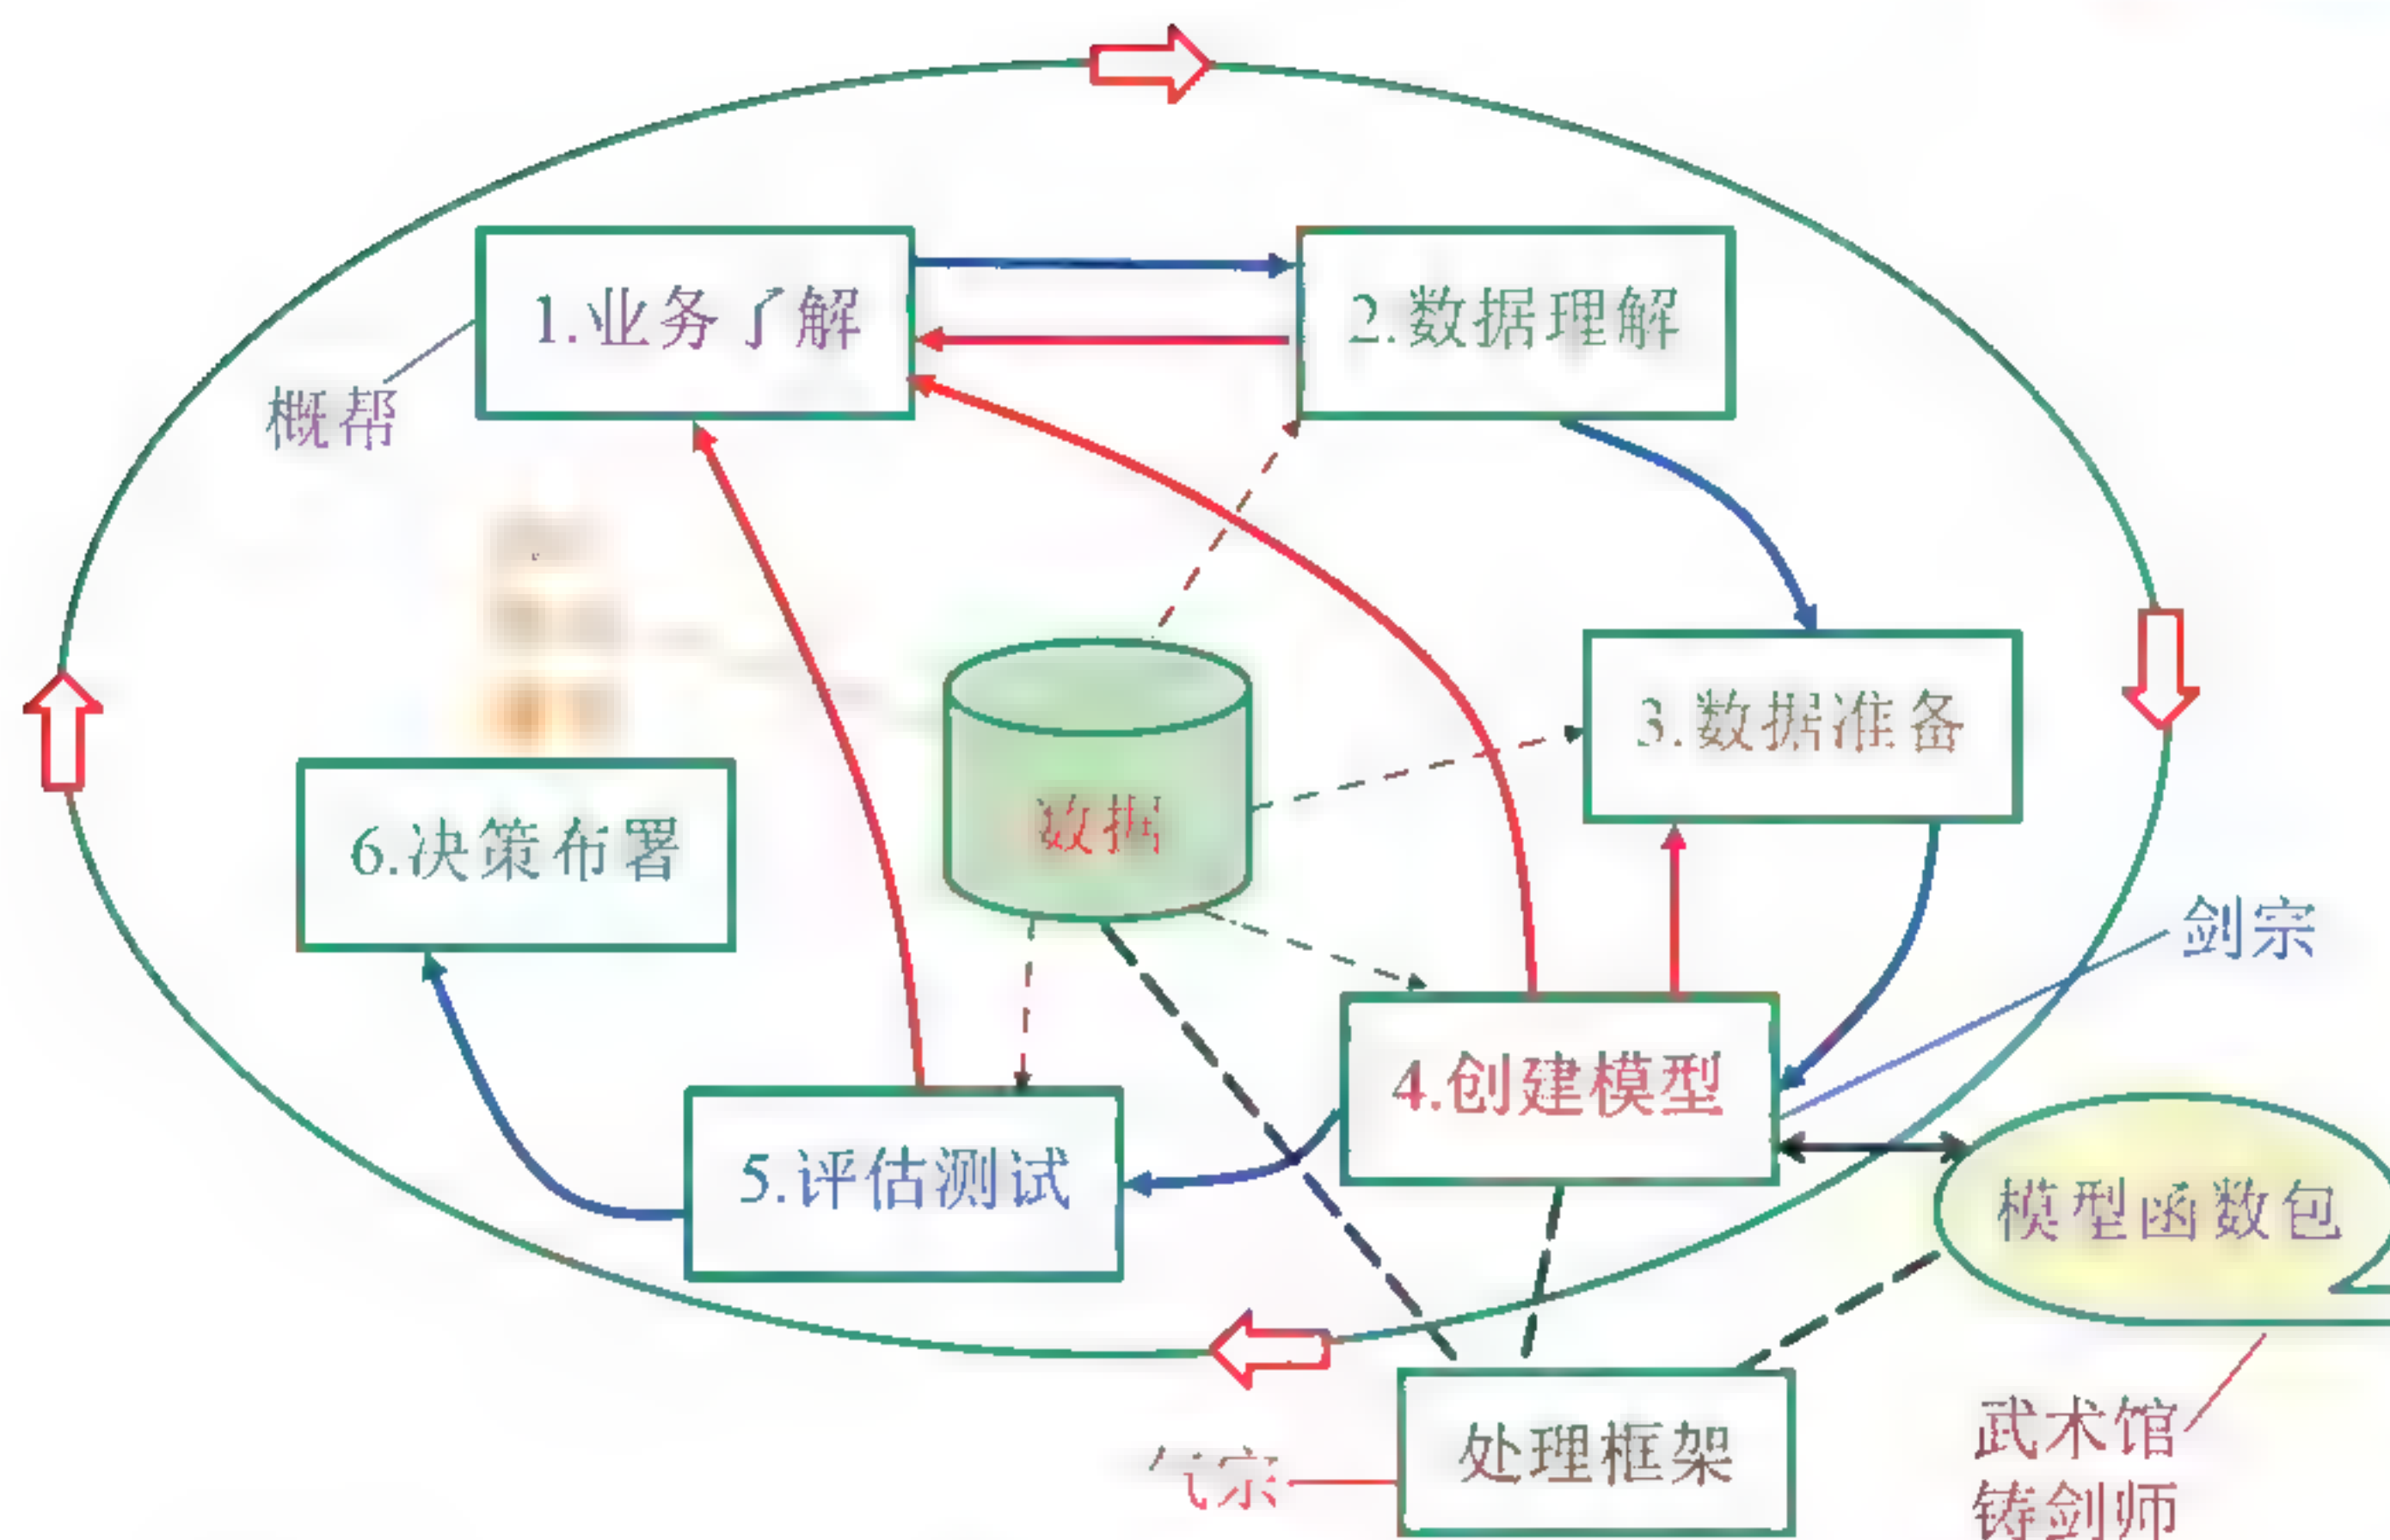 1.业务了解
2.数据理解
概帮
3.数据准备
数据
6.决策布署
剑宗
4.创建模型
5.评估测试
模型函数包
处理框架
气宗
武术馆
铸剑师